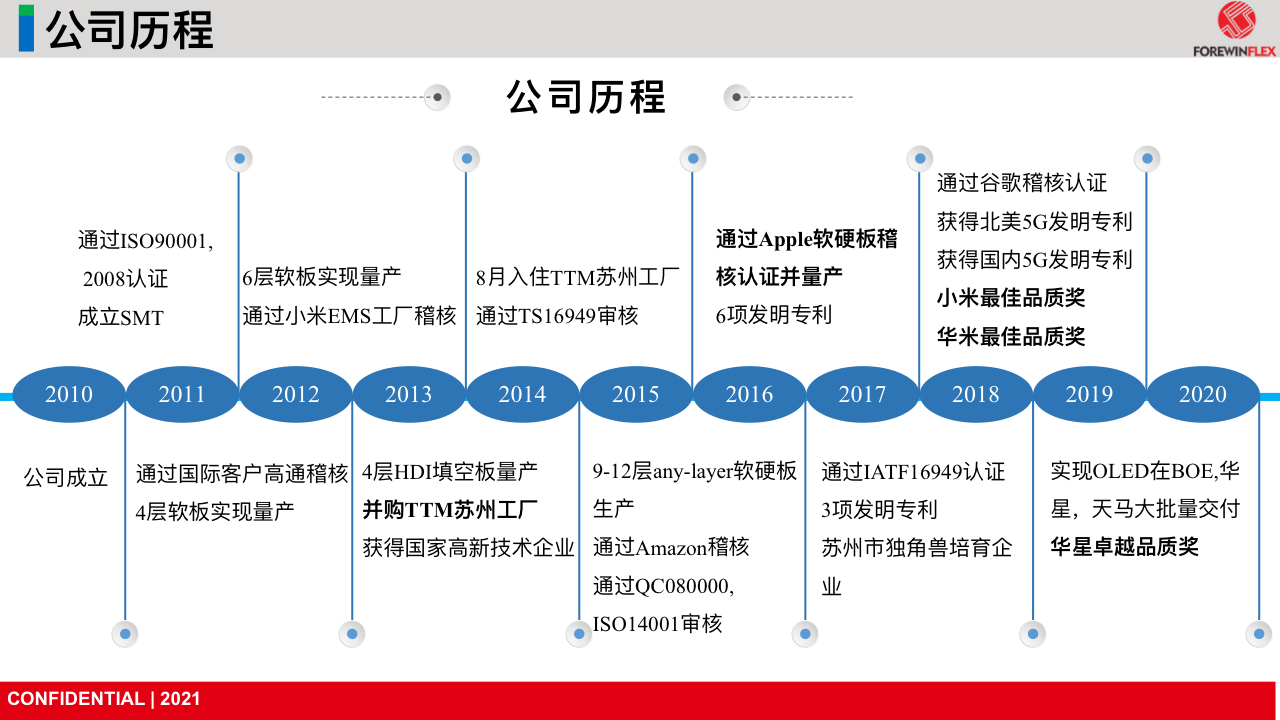 公司历程
FOREWINFLEX
公司历程
通过ISO90001,
2008认证
成立SMT
6层软板实现量产
通过小米EMS工厂稽核
8月入住TTM苏州工厂
通过TS16949审核
通过Apple软硬板稽
核认证并量产
6项发明专利
通过谷歌稽核认证
获得北美5G发明专利
获得国内5G发明专利
小米最佳品质奖
华米最佳品质奖
2010
2011
2012
2013
2014
2015
2016
2017
2018
2019
2020
公司成立
通过国际客户高通稽核
4层软板实现量产
4层HDI填空板量产
并购TTM苏州工厂
获得国家高新技术企业
9-12层any-layer软硬板
生产
通过Amazon稽核
通过QC080000,
ISO14001审核
通过IATF16949认证
3项发明专利
苏州市独角兽培育企
业
实现OLED在BOE,华
星，天马大批量交付
华星卓越品质奖
CONFIDENTIAL | 2021